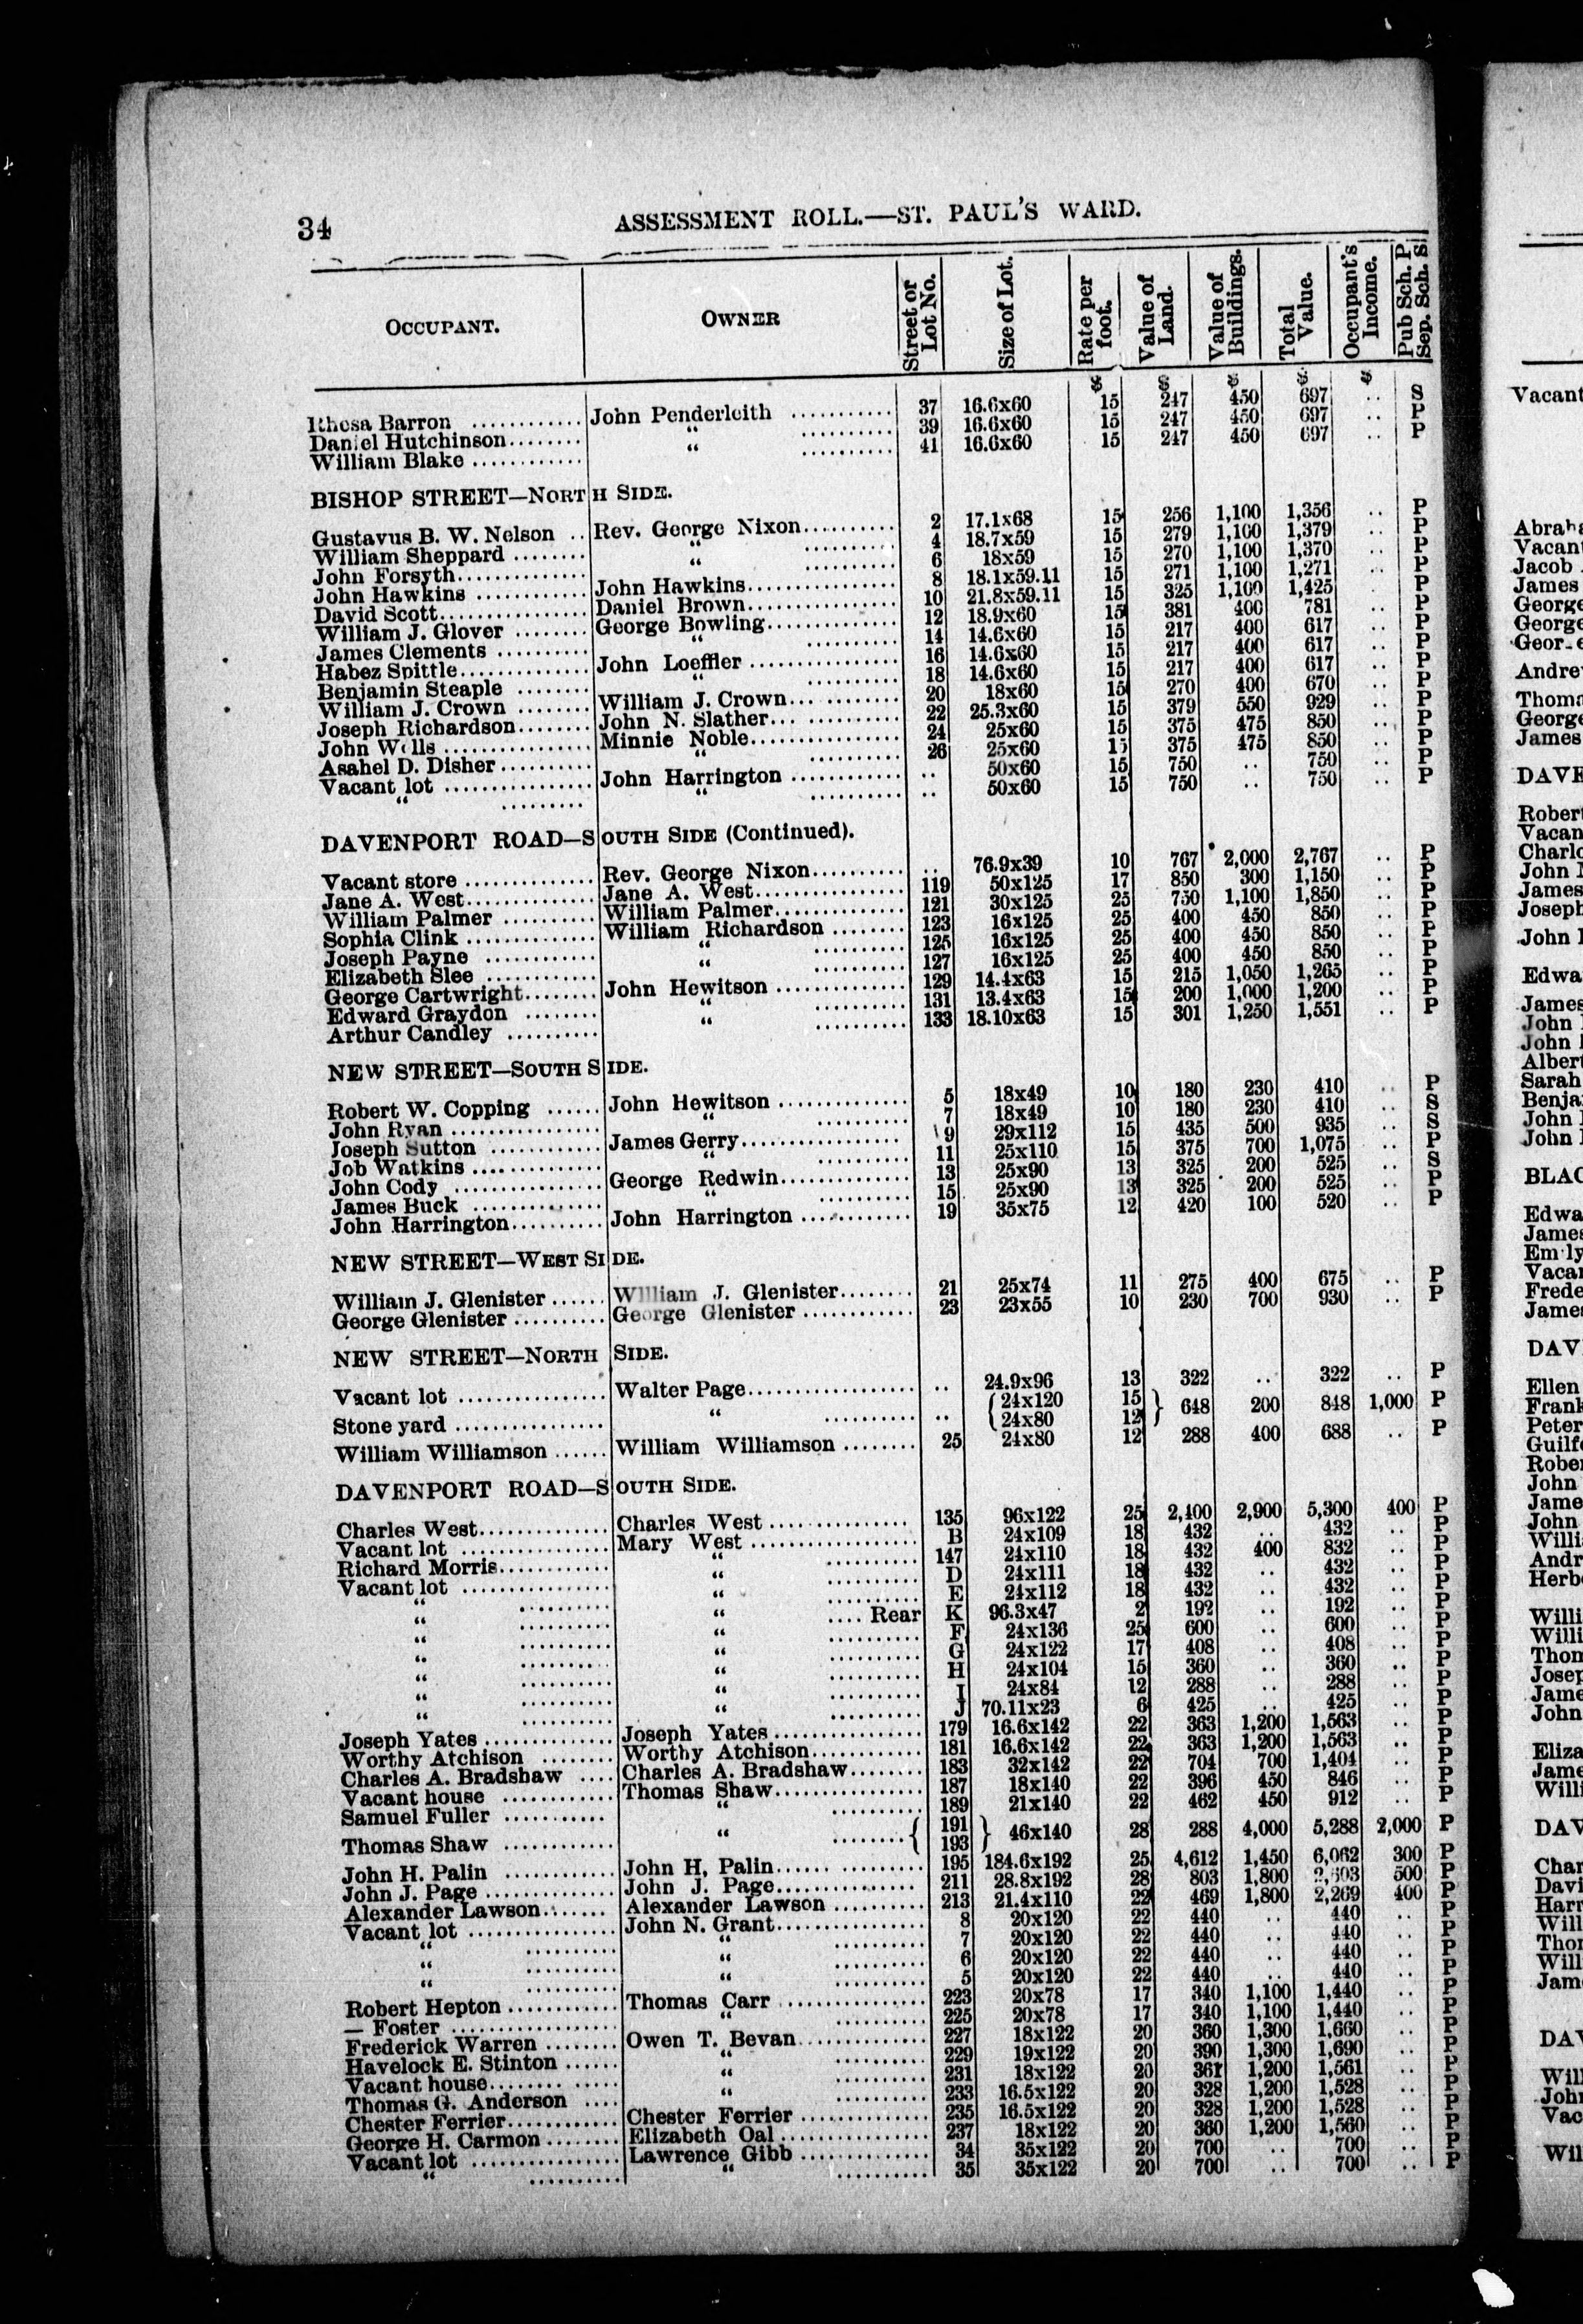 34 ASSESSMENT ROLL.—ST. PAUL'S WARD.
OCCUPANT. OWNER Street or Lot No. Size of Lot. Rate per foot. Value of Land. Value of Buildings. Total Value. Occupant's Income. Pub Sch. P Sep. Sch. S
$ $ $ $ $
Rhosa Barron ............ John Penderleith ........... 37 16.6x60 15 247 450 697 .. S
Daniel Hutchinson........ “ .......... 39 16.6x60 15 247 450 697 .. P
William Blake ............ “ .......... 41 16.6x60 15 247 450 697 .. P
BISHOP STREET—NORTH SIDE.
Gustavus B. W. Nelson .. Rev. George Nixon.......... 2 17.1x68 15 256 1,100 1,356 .. P
William Sheppard ........ “ .......... 4 18.7x59 15 279 1,100 1,379 .. P
John Forsyth.............. “ .......... 6 18x59 15 270 1,100 1,370 .. P
John Hawkins ............ John Hawkins................ 8 18.1x59.11 15 271 1,100 1,271 .. P
David Scott................ Daniel Brown................ 10 21.8x59.11 15 325 1,100 1,425 . P
William J. Glover ........ George Bowling.............. 12 18.9x60 15 381 400 781 .. P
James Clements .......... “ .......... 14 14.6x60 15 217 400 617 .. P
Habez Spittle.............. John Loeffler ................ 16 14.6x60 15 217 400 617 .. P
Benjamin Steaple ........ “ .......... 18 14.6x60 15 217 400 617 .. P
William J. Crown ........ William J. Crown............ 20 18x60 15 270 400 670 .. P
Joseph Richardson........ John N. Slather... .......... 22 25.3x60 15 379 550 929 .. P
John Wells ................ Minnie Noble................ 24 25x60 15 375 475 850 .. P
Asahel D. Disher.......... “ .......... 26 25x60 15 375 475 850 .. P
Vacant lot ................ John Harrington ............ .. 50x60 15 750 .. 750 .. P
“ ......... “ .......... .. 50x60 15 750 .. 750 .. P
DAVENPORT ROAD—SOUTH SIDE (Continued).
Vacant store .............. Rev. George Nixon.......... .. 76.9x39 10 767 2,000 2,767 .. P
Jane A. West.............. Jane A. West................ 119 50x125 17 850 300 1,150 .. P
William Palmer .......... William Palmer.............. 121 30x125 25 750 1,100 1,850 .. P
Sophia Clink .............. William Richardson ........ 123 16x125 25 400 450 850 .. P
Joseph Payne ............ “ .......... 125 16x125 25 400 450 850 .. P
Elizabeth Slee ............ “ .......... 127 16x125 25 400 450 850 .. P
George Cartwright........ John Hewitson .............. 129 14.4x63 15 215 1,050 1,265 .. P
Edward Graydon ........ “ .......... 131 13.4x63 15 200 1,000 1,200 .. P
Arthur Candley .......... “ .......... 133 18.10x63 15 301 1,250 1,551 .. P
NEW STREET—SOUTH SIDE.
Robert W. Copping ...... John Hewitson .............. 5 18x49 10 180 230 410 .. P
John Ryan ................ “ .......... 7 18x49 10 180 230 410 .. S
Joseph Sutton ............ James Gerry................. 9 29x112 15 435 500 935 .. S
Job Watkins .............. “ .......... 11 25x110 15 375 700 1,075 .. P
John Cody ................ George Redwin.............. 13 25x90 13 325 200 525 .. S
James Buck .............. “ .......... 15 25x90 13 325 200 525 .. P
John Harrington.......... John Harrington ............ 19 35x75 12 420 100 520 .. P
NEW STREET—WEST SIDE.
William J. Glenister ...... William J. Glenister........ 21 25x74 11 275 400 675 .. P
George Glenister .......... George Glenister ............ 23 23x55 10 230 700 930 .. P
NEW STREET—NORTH SIDE.
Vacant lot ................ Walter Page.................. .. 24.9x96 13 322 .. 322 .. P
Stone yard ................ “ .......... .. { 24x120 15 } 648 200 848 1,000 P
{ 24x80 12 }
William Williamson ...... William Williamson ........ 25 24x80 12 288 400 688 .. P
DAVENPORT ROAD—SOUTH SIDE.
Charles West.............. Charles West ............... 135 96x122 25 2,400 2,900 5,300 400 P
Vacant lot ................ Mary West .................. B 24x109 18 432 .. 432 .. P
Richard Morris............ “ .......... 147 24x110 18 432 400 832 .. P
Vacant lot ................ “ .......... D 24x111 18 432 .. 432 .. P
“ .......... “ .......... E 24x112 18 432 .. 432 .. P
“ .......... “ .... Rear K 96.3x47 2 192 .. 192 .. P
“ .......... “ .......... F 24x136 25 600 .. 600 .. P
“ .......... “ .......... G 24x122 17 408 .. 408 .. P
“ .......... “ .......... H 24x104 15 360 .. 360 .. P
“ .......... “ .......... I 24x84 12 288 .. 288 .. P
“ .......... “ .......... J 70.11x23 6 425 .. 425 .. P
Joseph Yates .............. Joseph Yates ................ 179 16.6x142 22 363 1,200 1,563 .. P
Worthy Atchison ........ Worthy Atchison............ 181 16.6x142 22 363 1,200 1,563 .. P
Charles A. Bradshaw .... Charles A. Bradshaw........ 183 32x142 22 704 700 1,404 .. P
Vacant house ............ Thomas Shaw................ 187 18x140 22 396 450 846 .. P
Samuel Fuller ........... “ .......... 189 21x140 22 462 450 912 .. P
Thomas Shaw ............ “ ........ { 191 } 46x140 28 288 4,000 5,288 2,000 P
{ 193 }
John H. Palin ............ John H. Palin...... .......... 195 184.6x192 25 4,612 1,450 6,062 300 P
John J. Page .............. John J. Page................ 211 28.8x192 28 803 1,800 2,603 500 P
Alexander Lawson........ Alexander Lawson .......... 213 21.4x110 22 469 1,800 2,269 400 P
Vacant lot ................ John N. Grant................ 8 20x120 22 440 .. 440 .. P
“ .......... “ .......... 7 20x120 22 440 .. 440 .. P
“ .......... “ .......... 6 20x120 22 440 .. 440 .. P
“ .......... “ .......... 5 20x120 22 440 .. 440 .. P
Robert Hepton ............ Thomas Carr ................ 223 20x78 17 340 1,100 1,440 .. P
— Foster .................. “ .......... 225 20x78 17 340 1,100 1,440 .. P
Frederick Warren ........ Owen T. Bevan.............. 227 18x122 20 360 1,300 1,660 .. P
Havelock E. Stinton ...... “ .......... 229 19x122 20 390 1,300 1,690 .. P
Vacant house........ ..... “ .......... 231 18x122 20 361 1,200 1,561 .. P
Thomas G. Anderson .... “ .......... 233 16.5x122 20 328 1,200 1,528 .. P
Chester Ferrier............ Chester Ferrier .............. 235 16.5x122 20 328 1,200 1,528 .. P
George H. Carmon ........ Elizabeth Oal ................ 237 18x122 20 360 1,200 1,560 .. P
Vacant lot ................ Lawrence Gibb .............. 34 35x122 20 700 .. 700 .. P
“ .......... “ .......... 35 35x122 20 700 .. 700 .. P
Vacant
Vacant
Jacob
James
George
George
James
DAV
John
John
James
John
John
Sarah
John
John
James
James
DAV
Ellen
John
John
John
DAV
DAV